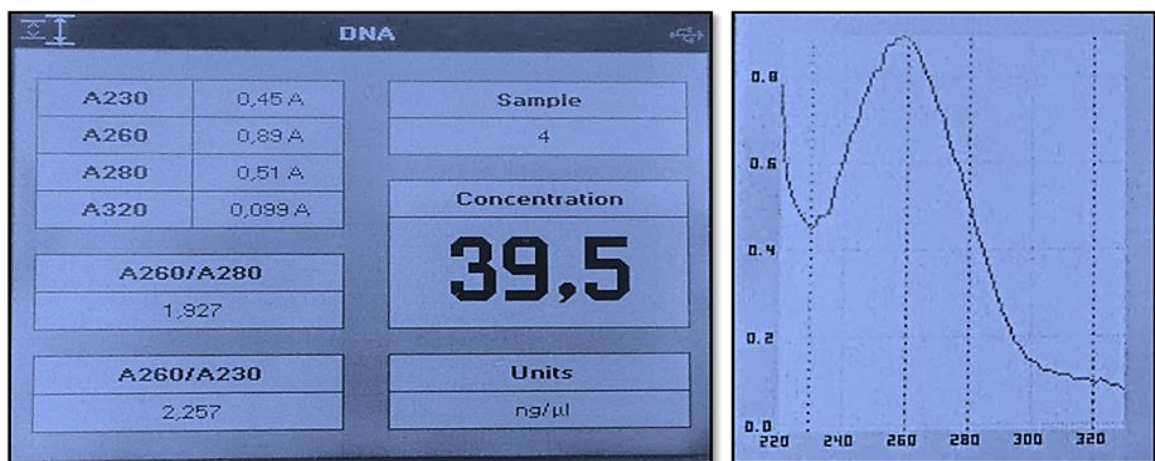 DNA
A230 0,45 A
A260 0,89 A
A280 0,51 A
A320 0,099 A
A260/A280
1,927
A260/A230
2,257
Sample
4
Concentration
39,5
Units
ng/µl
0.8
0.6
0.4
0.2
0.0
220 240 260 280 300 320